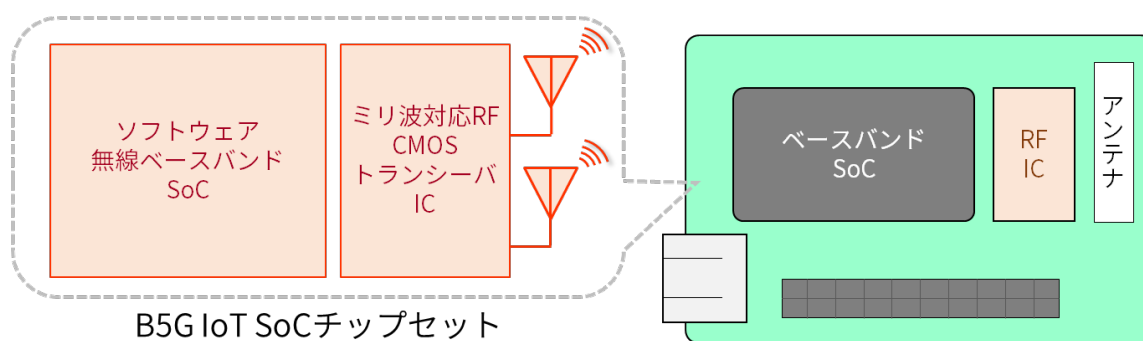 ソフトウェア
無線ベースバンド
SoC
ミリ波対応RF
CMOS
トランシーバ
IC
B5G IoT SoCチップセット
ベースバンド
SoC
RF
IC
アンテナ